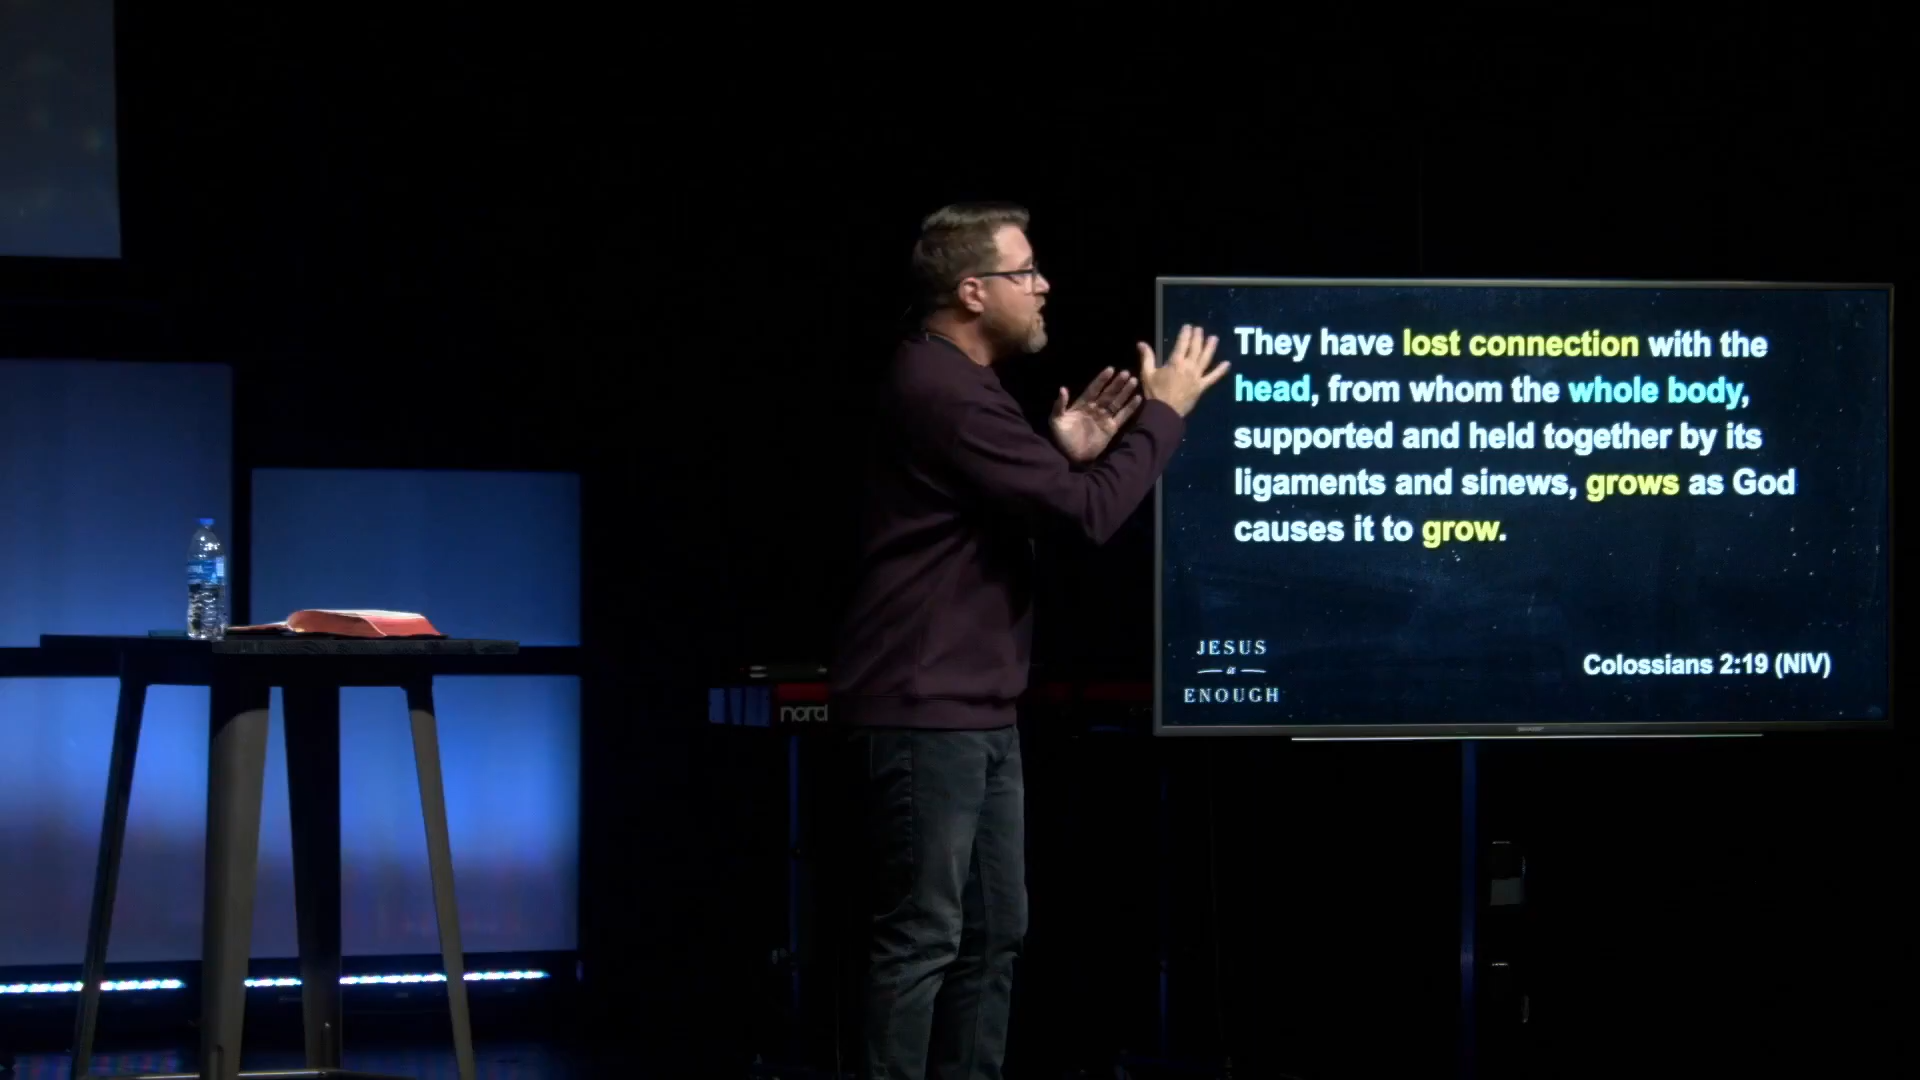 They have lost connection with the
head, from whom the whole body,
supported and held together by its
ligaments and sinews, grows as God
causes it to grow.
JESUS
is
ENOUGH
Colossians 2:19 (NIV)
nord